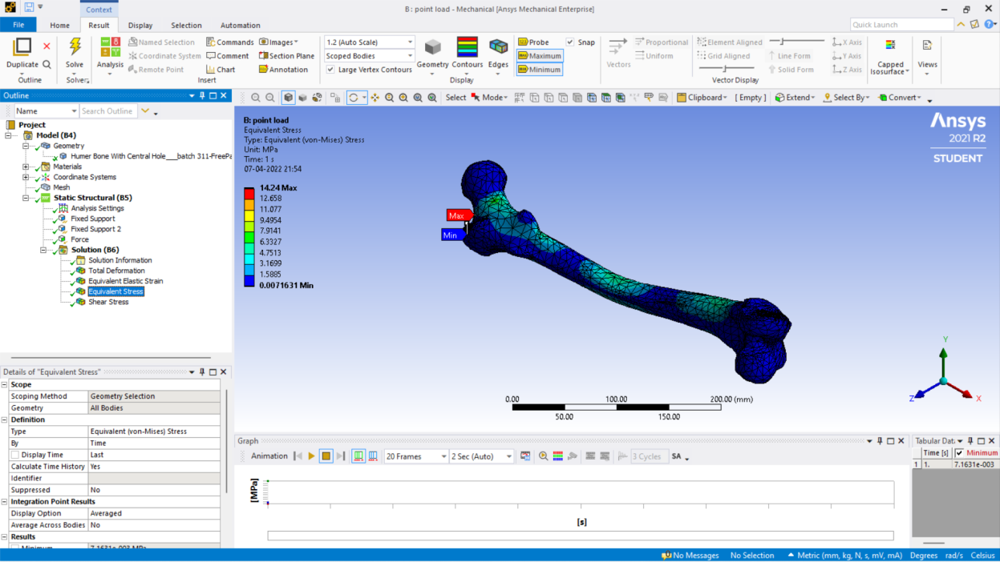 Context
B : point load - Mechanical [Ansys Mechanical Enterprise]
File Home Result Display Selection Automation
Quick Launch
Duplicate
Solve
Analysis
Named Selection
Coordinate System
Remote Point
Commands
Comment
Chart
Images
Section Plane
Annotation
1.2 (Auto Scale)
Scoped Bodies
Large Vertex Contours
Geometry Contours Edges
Probe
Maximum
Minimum
Snap
Vectors
Proportional
Uniform
Element Aligned
Grid Aligned
Line Form
Solid Form
X Axis
Y Axis
Z Axis
Capped
Isosurface
Views
Outline Solver Insert Display Vector Display
Outline
Name Search Outline
Select Mode Clipboard [ Empty ] Extend Select By Convert
Project
Model (B4)
Geometry
Humer Bone With Central Hole___batch 311-FreePa
Materials
Coordinate Systems
Mesh
Static Structural (B5)
Analysis Settings
Fixed Support
Fixed Support 2
Force
Solution (B6)
Solution Information
Total Deformation
Equivalent Elastic Strain
Equivalent Stress
Shear Stress
B: point load
Equivalent Stress
Type: Equivalent (von-Mises) Stress
Unit: MPa
Time: 1 s
07-04-2022 21:54
14.24 Max
12.658
11.077
9.4954
7.9141
6.3327
4.7513
3.1699
1.5885
0.0071631 Min
Max
Min
Ansys
2021 R2
STUDENT
0.00 100.00 200.00 (mm)
50.00 150.00
Y
Z X
Details of "Equivalent Stress"
Scope
Scoping Method Geometry Selection
Geometry All Bodies
Definition
Type Equivalent (von-Mises) Stress
By Time
Display Time Last
Calculate Time History Yes
Identifier
Suppressed No
Integration Point Results
Display Option Averaged
Average Across Bodies No
Results
Minimum 7.1631e-003 MPa
Graph
Animation 20 Frames 2 Sec (Auto) 3 Cycles SA
[MPa]
[s]
Tabular Data
Time [s] Minimum
1 1. 7.1631e-003
No Messages No Selection Metric (mm, kg, N, s, mV, mA) Degrees rad/s Celsius